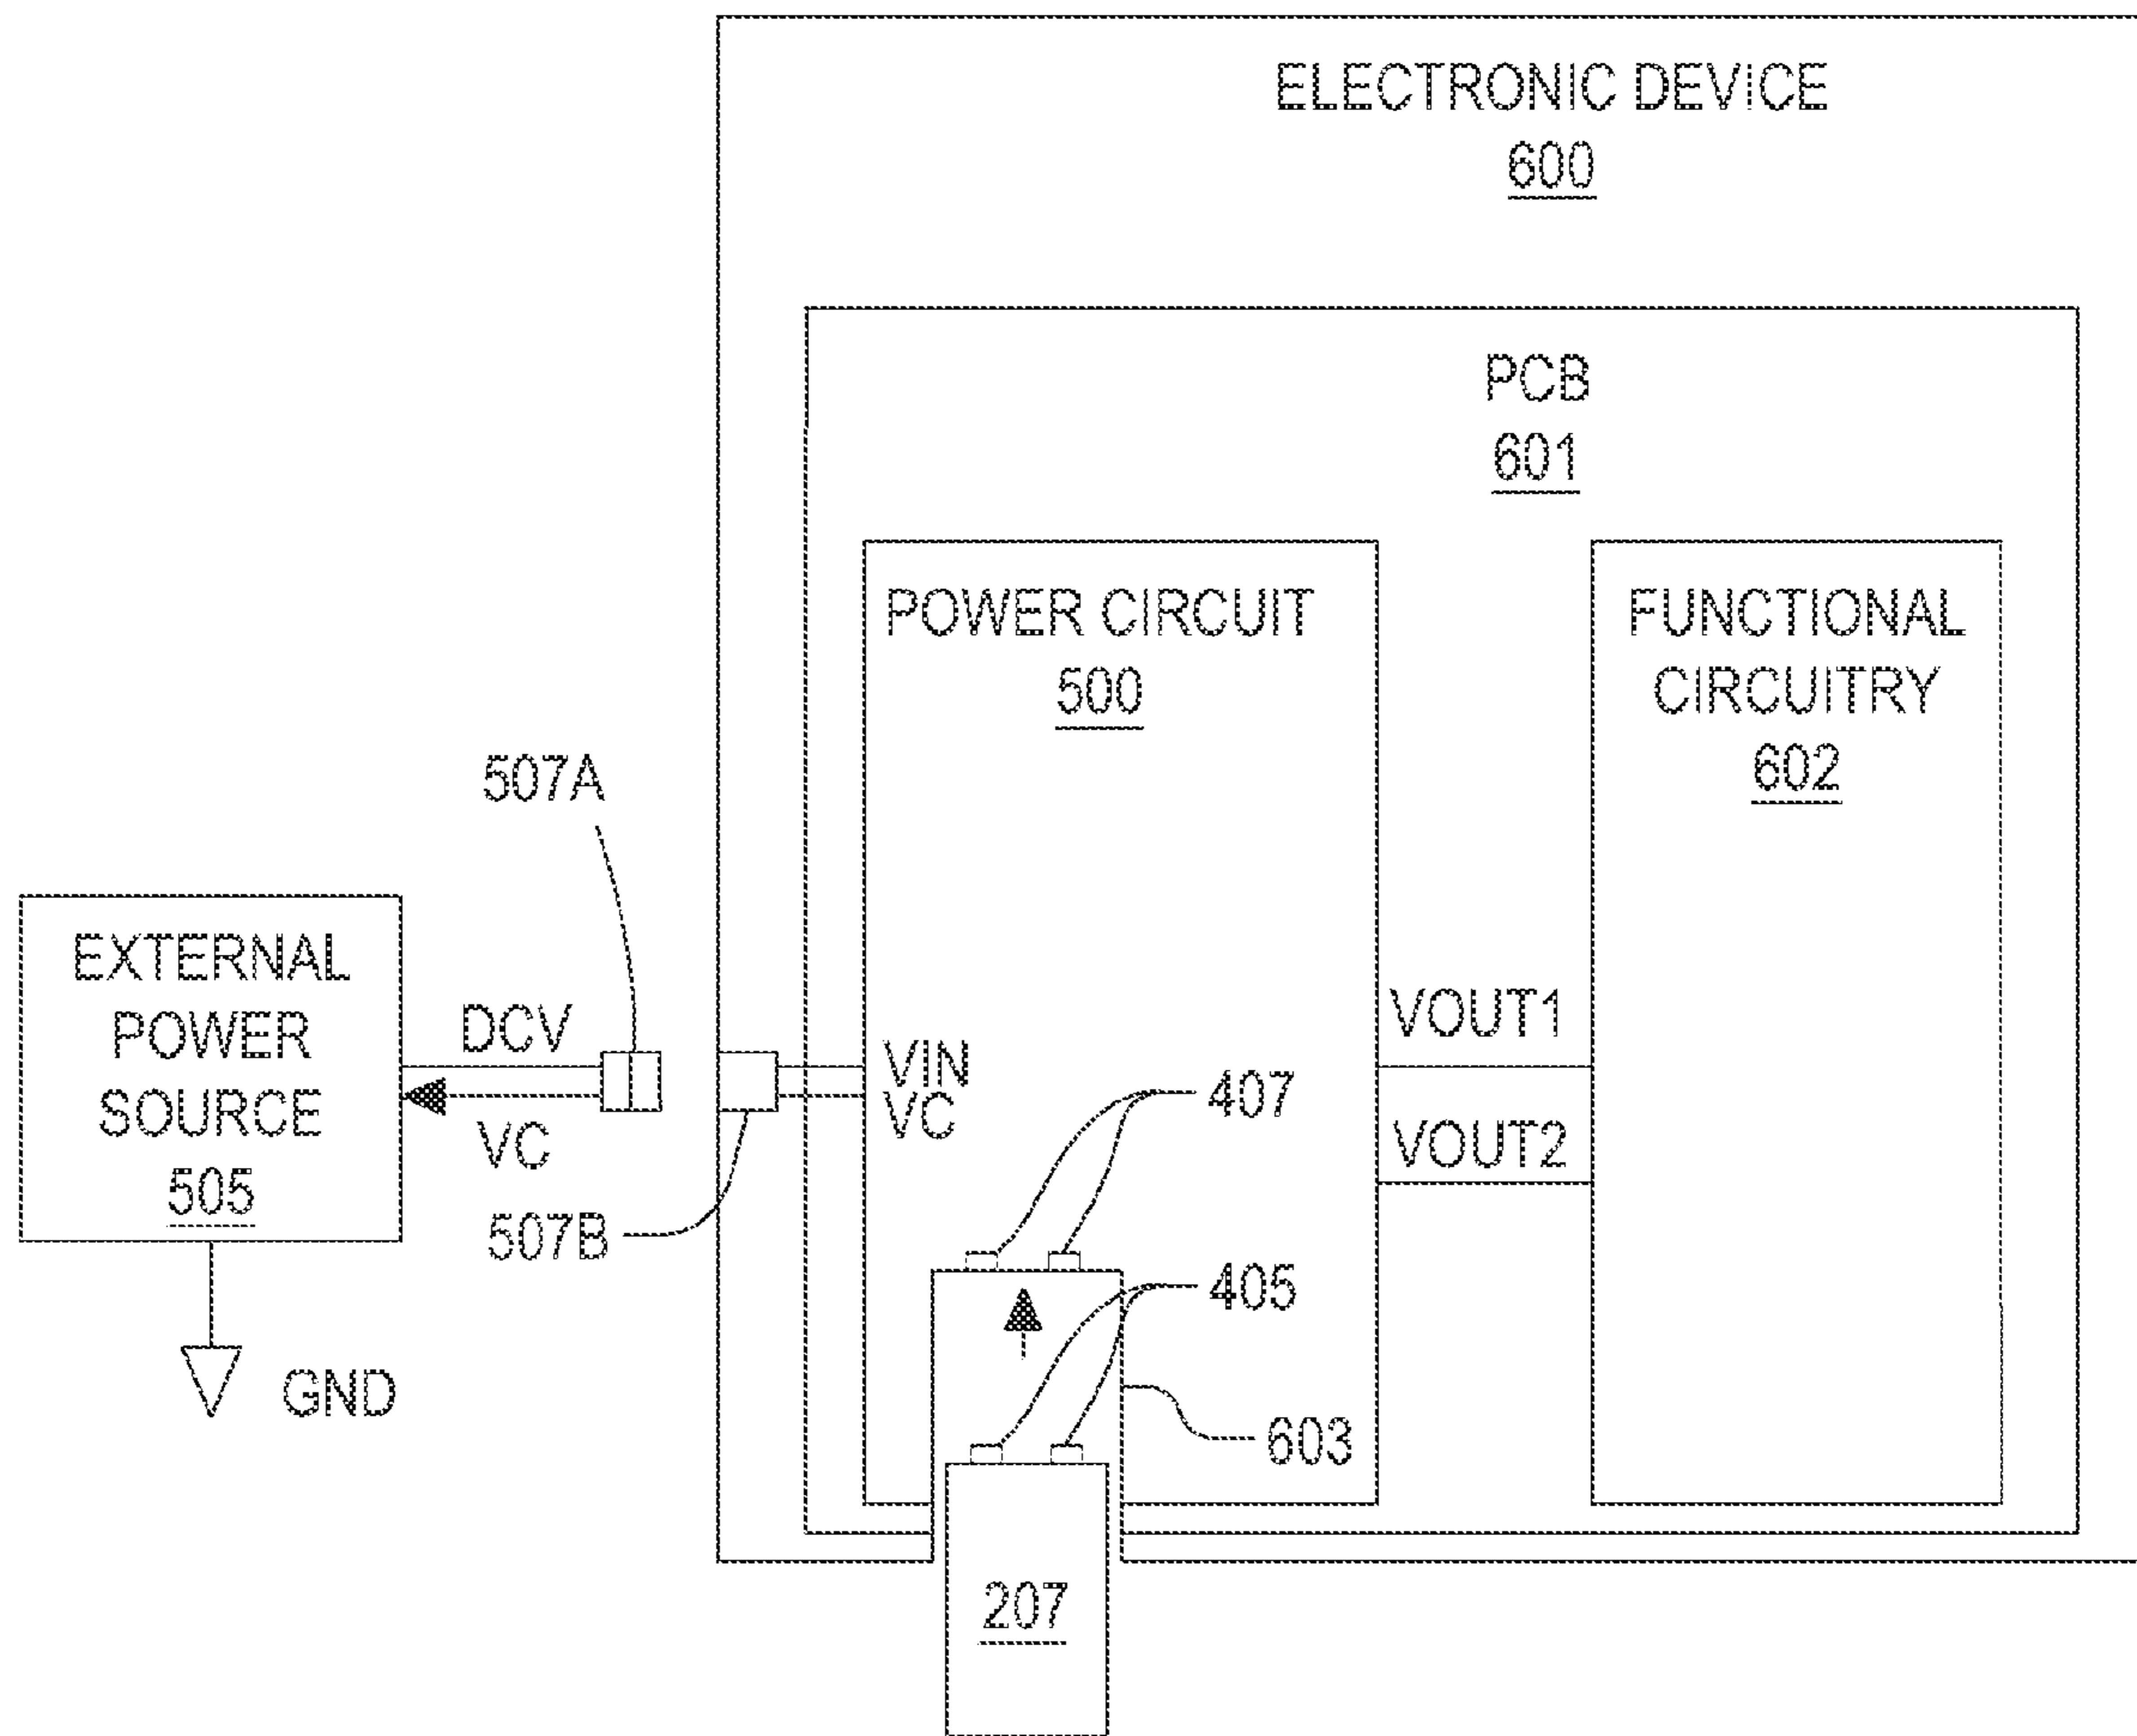 ELECTRONIC DEVICE
600
PCB
601
POWER CIRCUIT
500
FUNCTIONAL
CIRCUITRY
602
507A
EXTERNAL
POWER
SOURCE
505
DCV
VC
507B
VIN
VC
VOUT1
VOUT2
407
405
603
GND
207